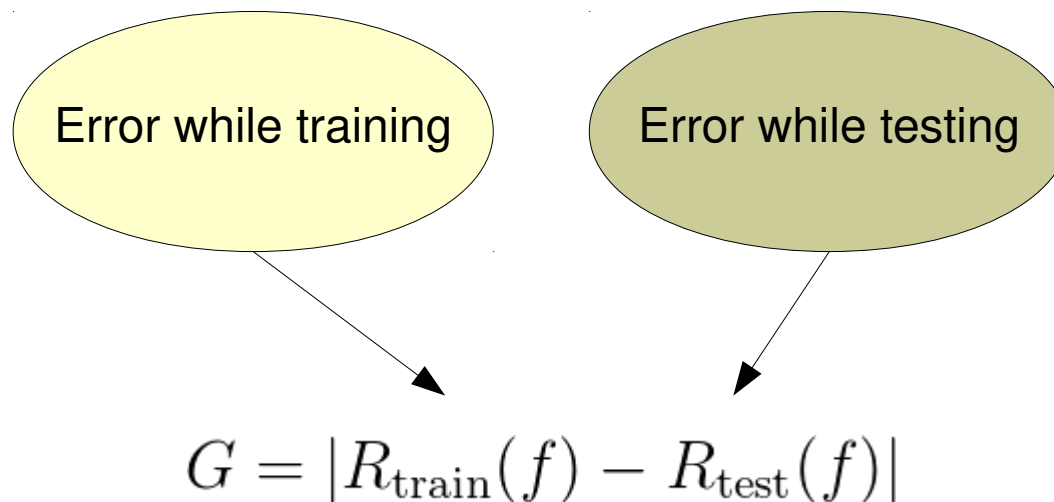 Error while training
Error while testing
G = |R_train(f) − R_test(f)|